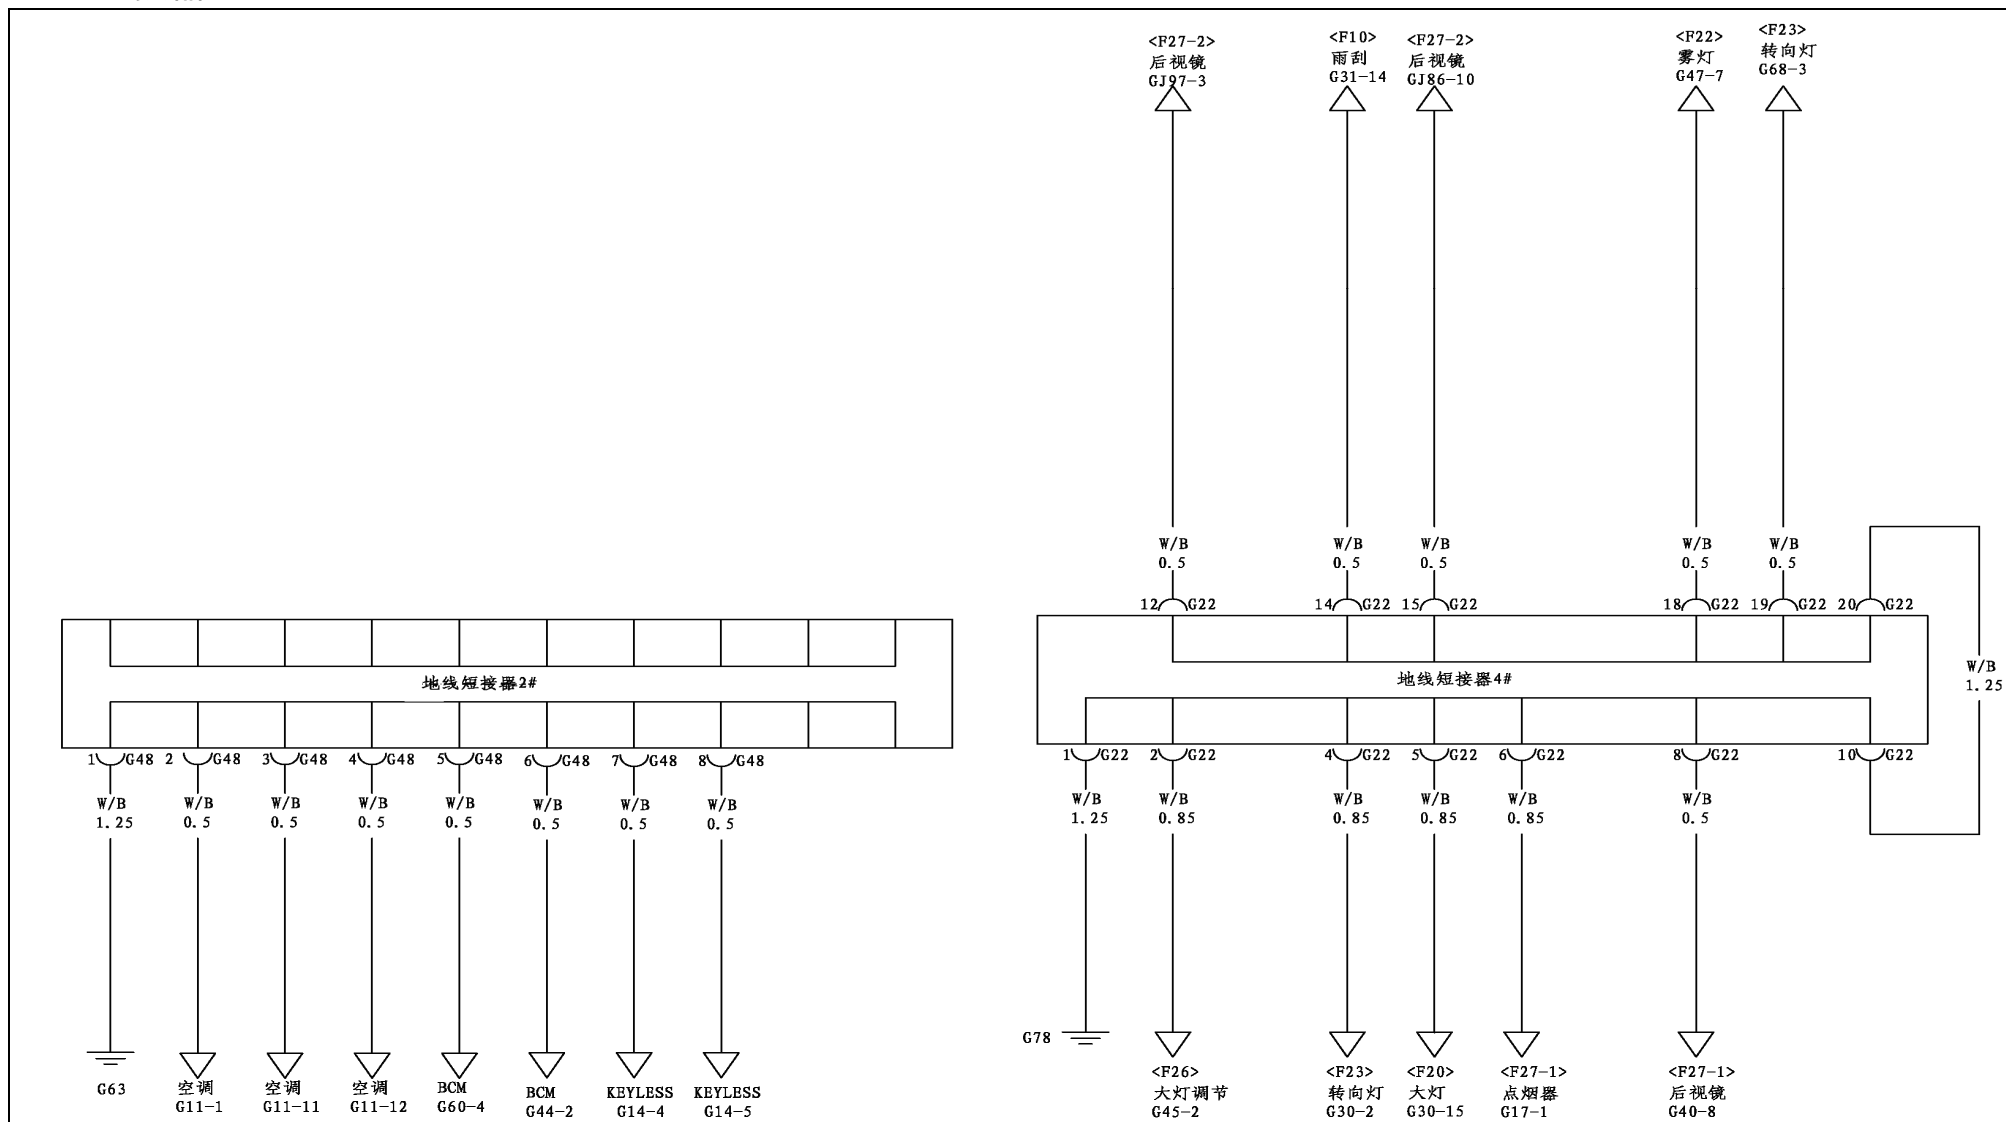 <F27-2>
后视镜
GJ97-3
<F10>
雨刮
G31-14
<F27-2>
后视镜
GJ86-10
<F22>
雾灯
G47-7
<F23>
转向灯
G68-3
W/B
0.5
W/B
0.5
W/B
0.5
W/B
0.5
W/B
0.5
12 G22 14 G22 15 G22 18 G22 19 G22 20 G22
W/B
1.25
地线短接器2#
地线短接器4#
1 G48 2 G48 3 G48 4 G48 5 G48 6 G48 7 G48 8 G48
1 G22 2 G22 4 G22 5 G22 6 G22 8 G22 10 G22
W/B
1.25
W/B
0.5
W/B
0.5
W/B
0.5
W/B
0.5
W/B
0.5
W/B
0.5
W/B
0.5
W/B
1.25
W/B
0.85
W/B
0.85
W/B
0.85
W/B
0.85
W/B
0.5
G63
空调
G11-1
空调
G11-11
空调
G11-12
BCM
G60-4
BCM
G44-2
KEYLESS
G14-4
KEYLESS
G14-5
G78
<F26>
大灯调节
G45-2
<F23>
转向灯
G30-2
<F20>
大灯
G30-15
<F27-1>
点烟器
G17-1
<F27-1>
后视镜
G40-8